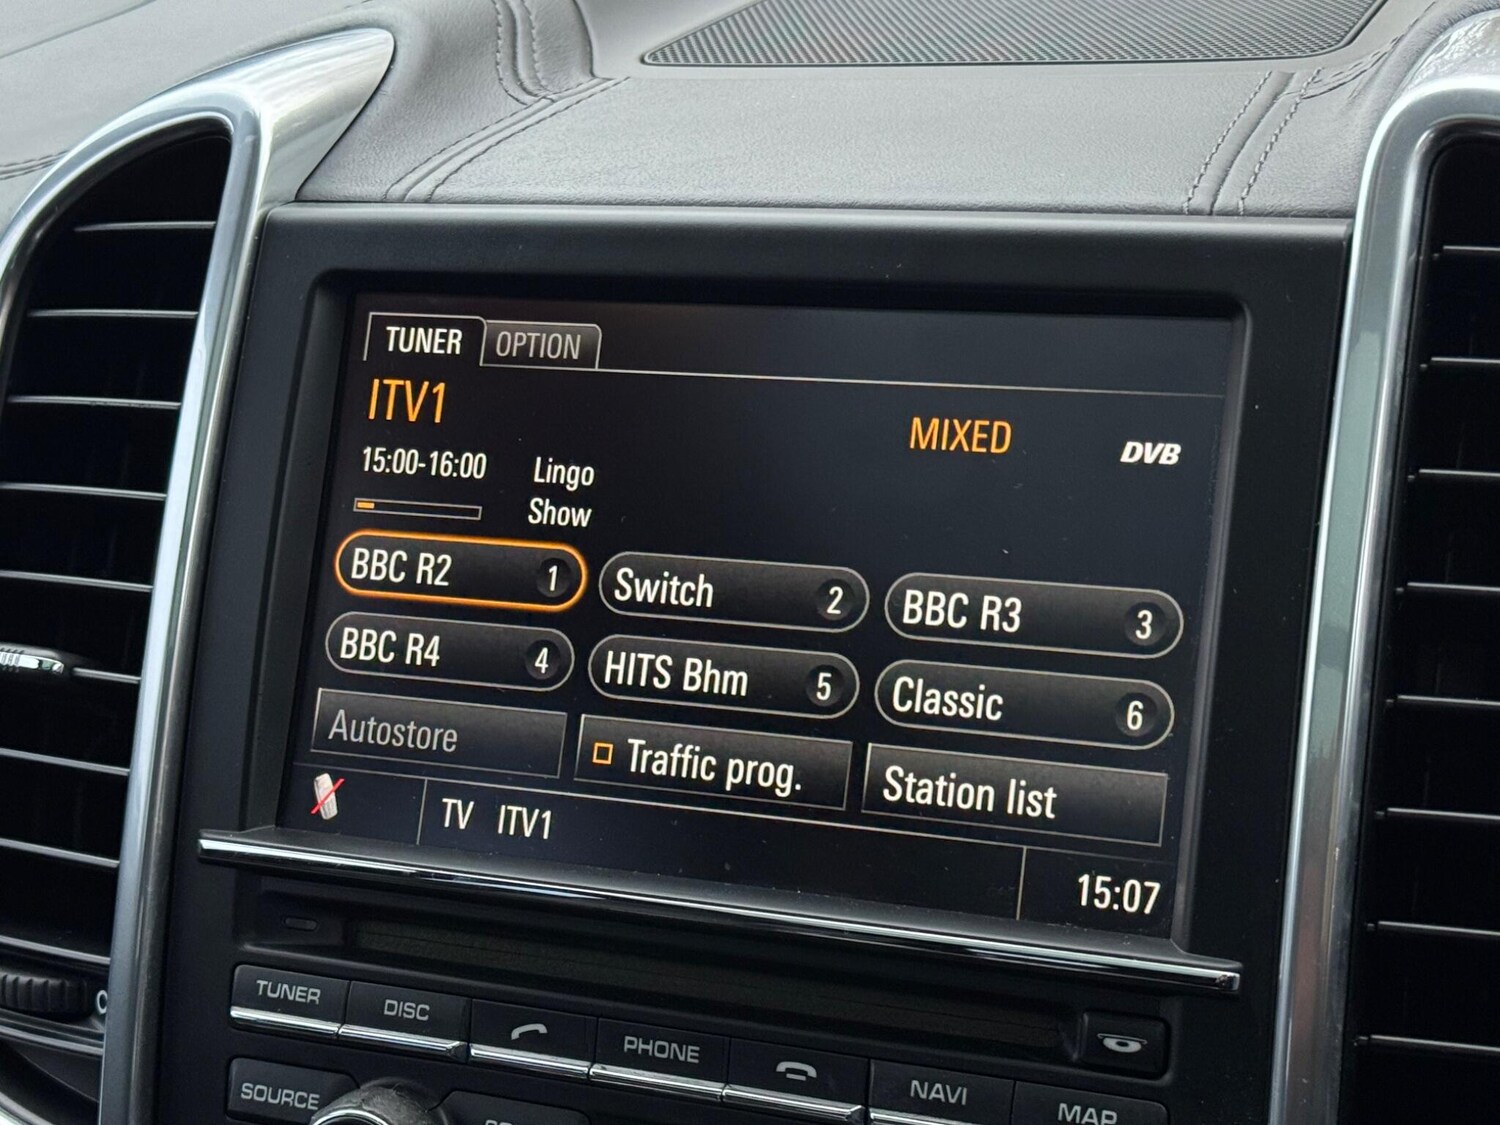 TUNER OPTION
ITV1
MIXED DVB
15:00-16:00 Lingo
Show
BBC R2 1 Switch 2 BBC R3 3
BBC R4 4 HITS Bhm 5 Classic 6
Autostore Traffic prog. Station list
TV ITV1
15:07
TUNER DISC PHONE NAVI MAP
SOURCE